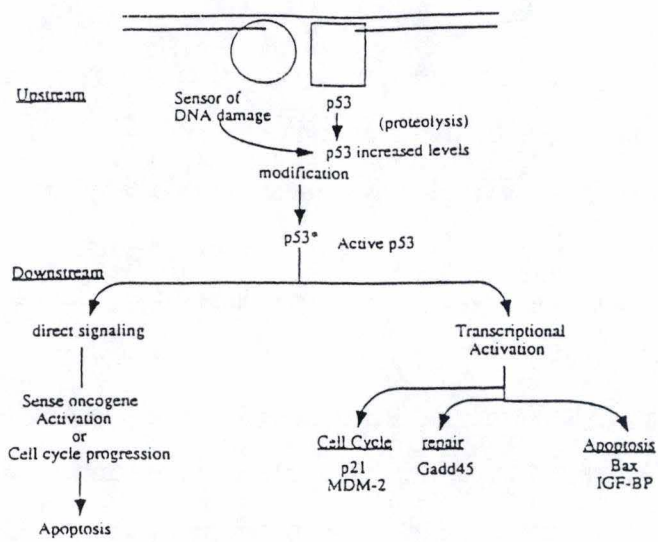 Upstream
Sensor of
DNA damage
p53
(proteolysis)
p53 increased levels
modification
p53* Active p53
Downstream
direct signaling
Transcriptional
Activation
Sense oncogene
Activation
or
Cell cycle progression
Apoptosis
Cell Cycle
p21
MDM-2
repair
Gadd45
Apoptosis
Bax
IGF-BP